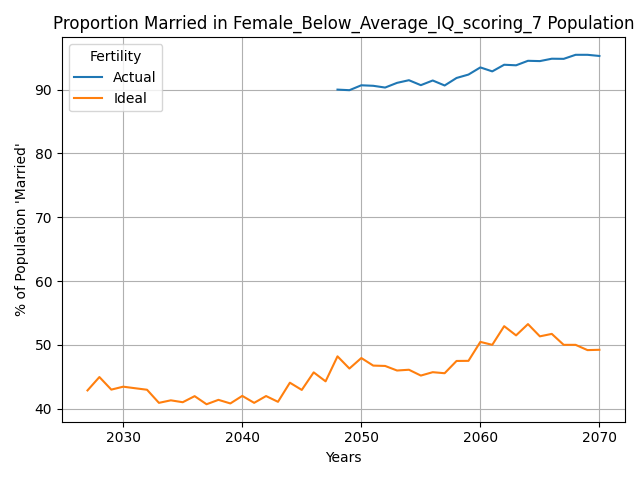 Proportion Married in Female_Below_Average_IQ_scoring_7 Population
Fertility
Actual
Ideal
% of Population 'Married'
90
80
70
60
50
40
2030
2040
2050
2060
2070
Years